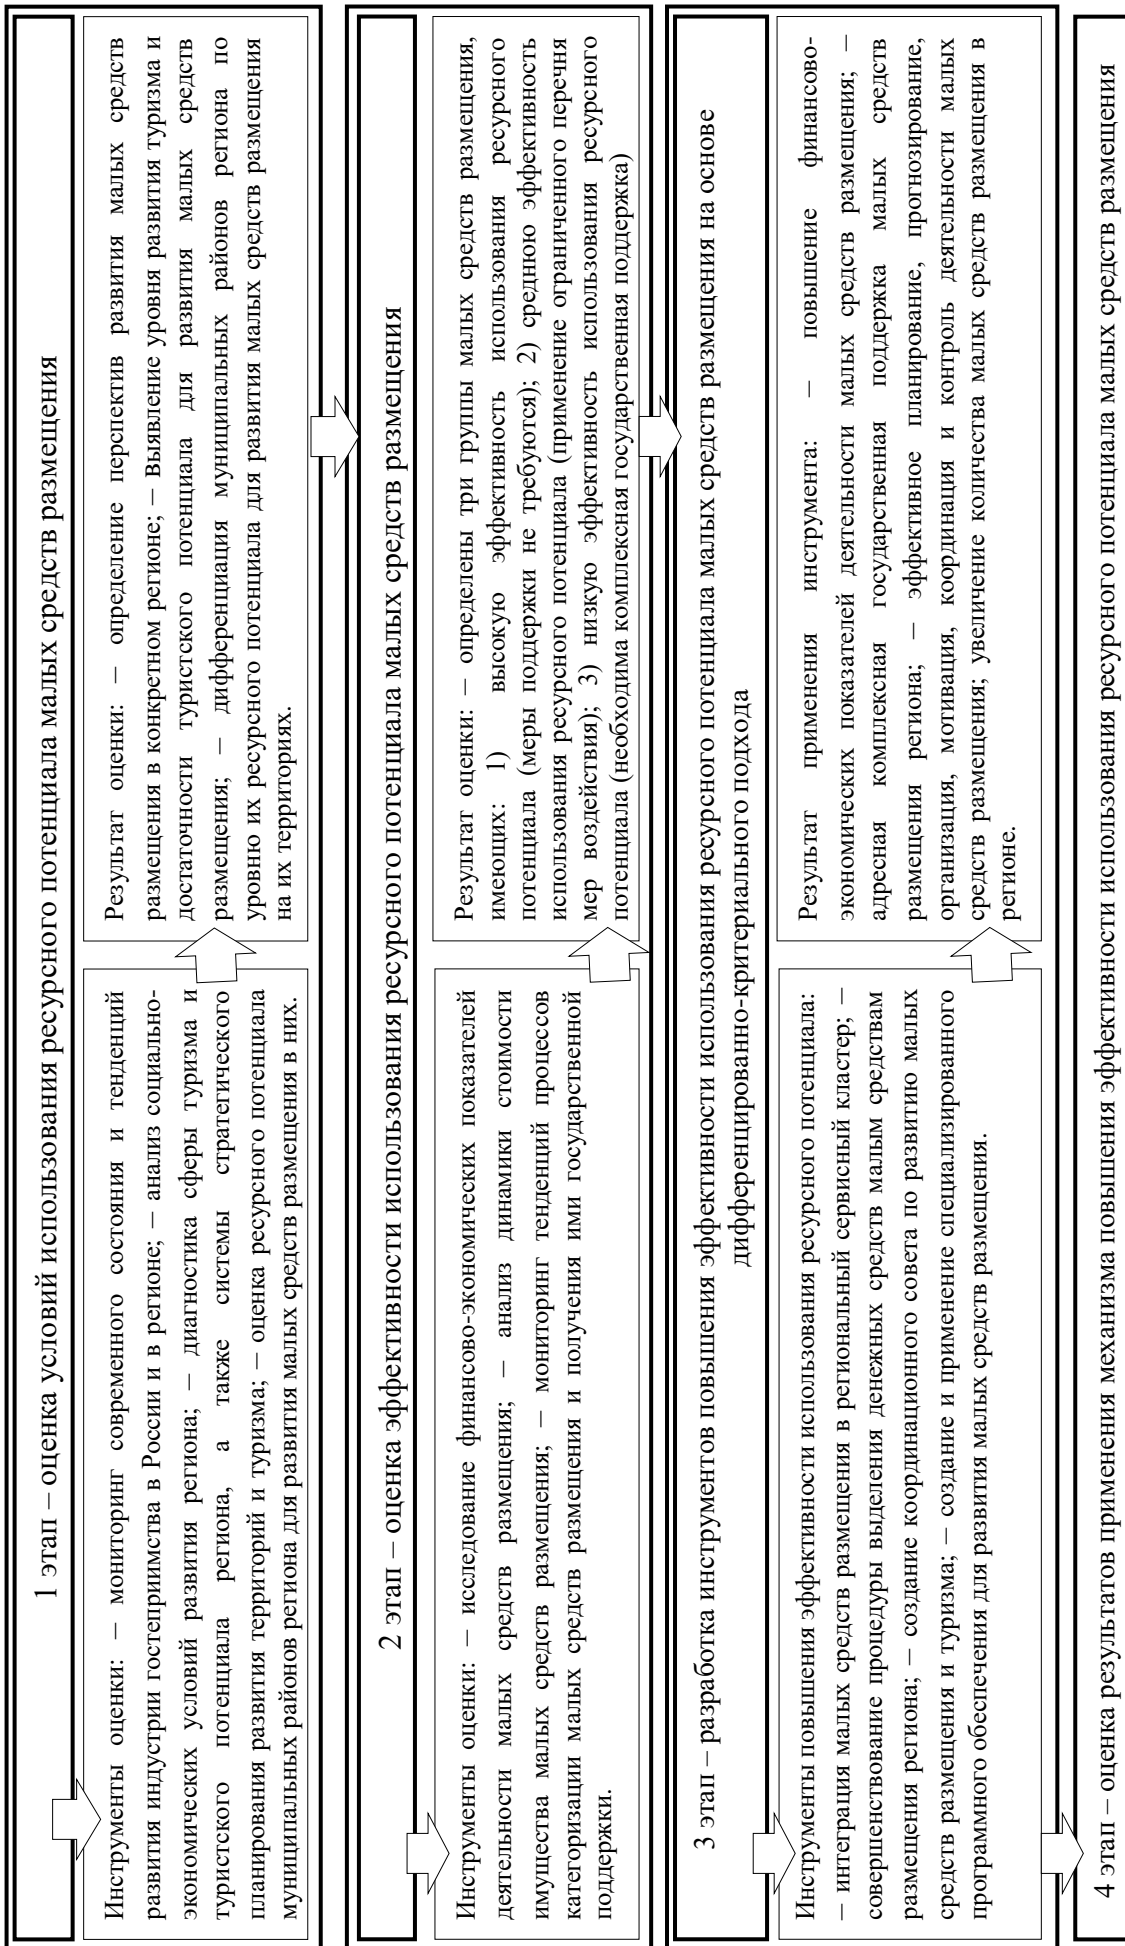 1 этап – оценка условий использования ресурсного потенциала малых средств размещения
Инструменты оценки: – мониторинг современного состояния и тенденций
развития индустрии гостеприимства в России и в регионе; – анализ социально-
экономических условий развития региона; – диагностика сферы туризма и
туристского потенциала региона, а также системы стратегического
планирования развития территорий и туризма; – оценка ресурсного потенциала
муниципальных районов региона для развития малых средств размещения в них.
Результат оценки: – определение перспектив развития малых средств
размещения в конкретном регионе; – Выявление уровня развития туризма и
достаточности туристского потенциала для развития малых средств
размещения; – дифференциация муниципальных районов региона по
уровню их ресурсного потенциала для развития малых средств размещения
на их территориях.
2 этап – оценка эффективности использования ресурсного потенциала малых средств размещения
Инструменты оценки: – исследование финансово-экономических показателей
деятельности малых средств размещения; – анализ динамики стоимости
имущества малых средств размещения; – мониторинг тенденций процессов
категоризации малых средств размещения и получения ими государственной
поддержки.
Результат оценки: – определены три группы малых средств размещения,
имеющих: 1) высокую эффективность использования ресурсного
потенциала (меры поддержки не требуются); 2) среднюю эффективность
использования ресурсного потенциала (применение ограниченного перечня
мер воздействия); 3) низкую эффективность использования ресурсного
потенциала (необходима комплексная государственная поддержка)
3 этап – разработка инструментов повышения эффективности использования ресурсного потенциала малых средств размещения на основе
дифференцированно-критериального подхода
Инструменты повышения эффективности использования ресурсного потенциала:
– интеграция малых средств размещения в региональный сервисный кластер; –
совершенствование процедуры выделения денежных средств малым средствам
размещения региона; – создание координационного совета по развитию малых
средств размещения и туризма; – создание и применение специализированного
программного обеспечения для развития малых средств размещения.
Результат применения инструмента: – повышение финансово-
экономических показателей деятельности малых средств размещения; –
адресная комплексная государственная поддержка малых средств
размещения региона; – эффективное планирование, прогнозирование,
организация, мотивация, координация и контроль деятельности малых
средств размещения; увеличение количества малых средств размещения в
регионе.
4 этап – оценка результатов применения механизма повышения эффективности использования ресурсного потенциала малых средств размещения